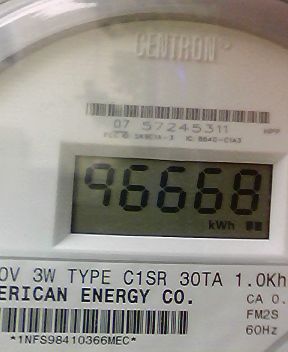 CENTRON
07 57245311 HPP
96668
kWh
0V 3W TYPE C1SR 30TA 1.0Kh
ERICAN ENERGY CO. CA 0.
FM2S
60Hz
*1NFS98410366MEC*